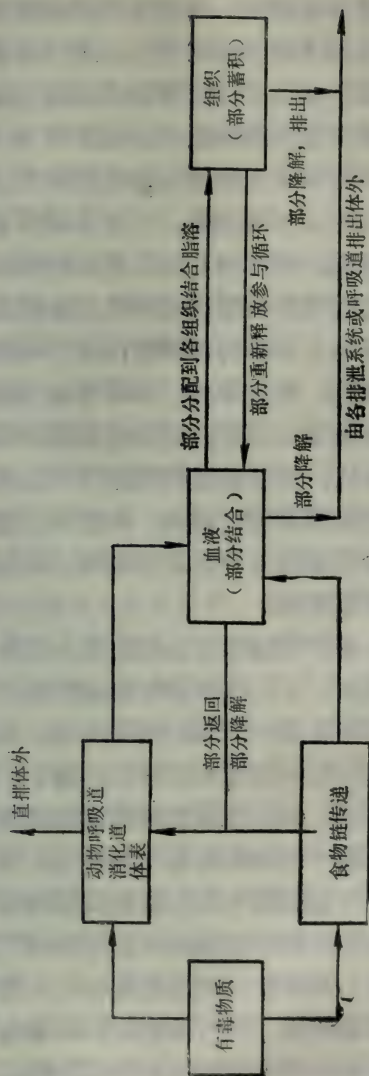 有毒物质
直排体外
动物呼吸道
消化道
体表
食物链传递
部分返回
部分降解
血液
（部分结合）
部分降解
部分分配到各组织结合脂溶
部分重新释放参与循环
组织
（部分蓄积）
部分降解，排出
由各排泄系统或呼吸道排出体外